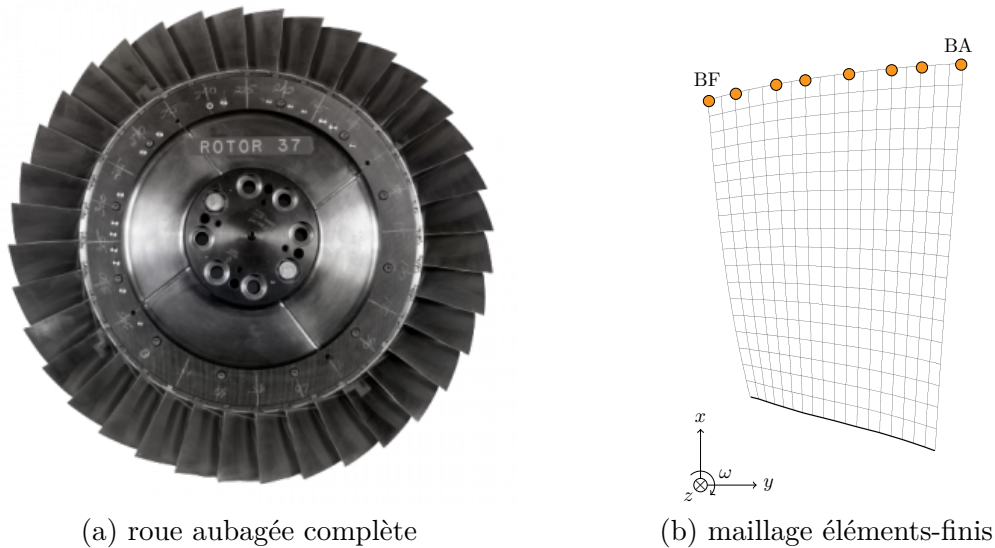 ROTOR 37
BA
BF
x
ω
y
z
(a) roue aubagée complète
(b) maillage éléments-finis